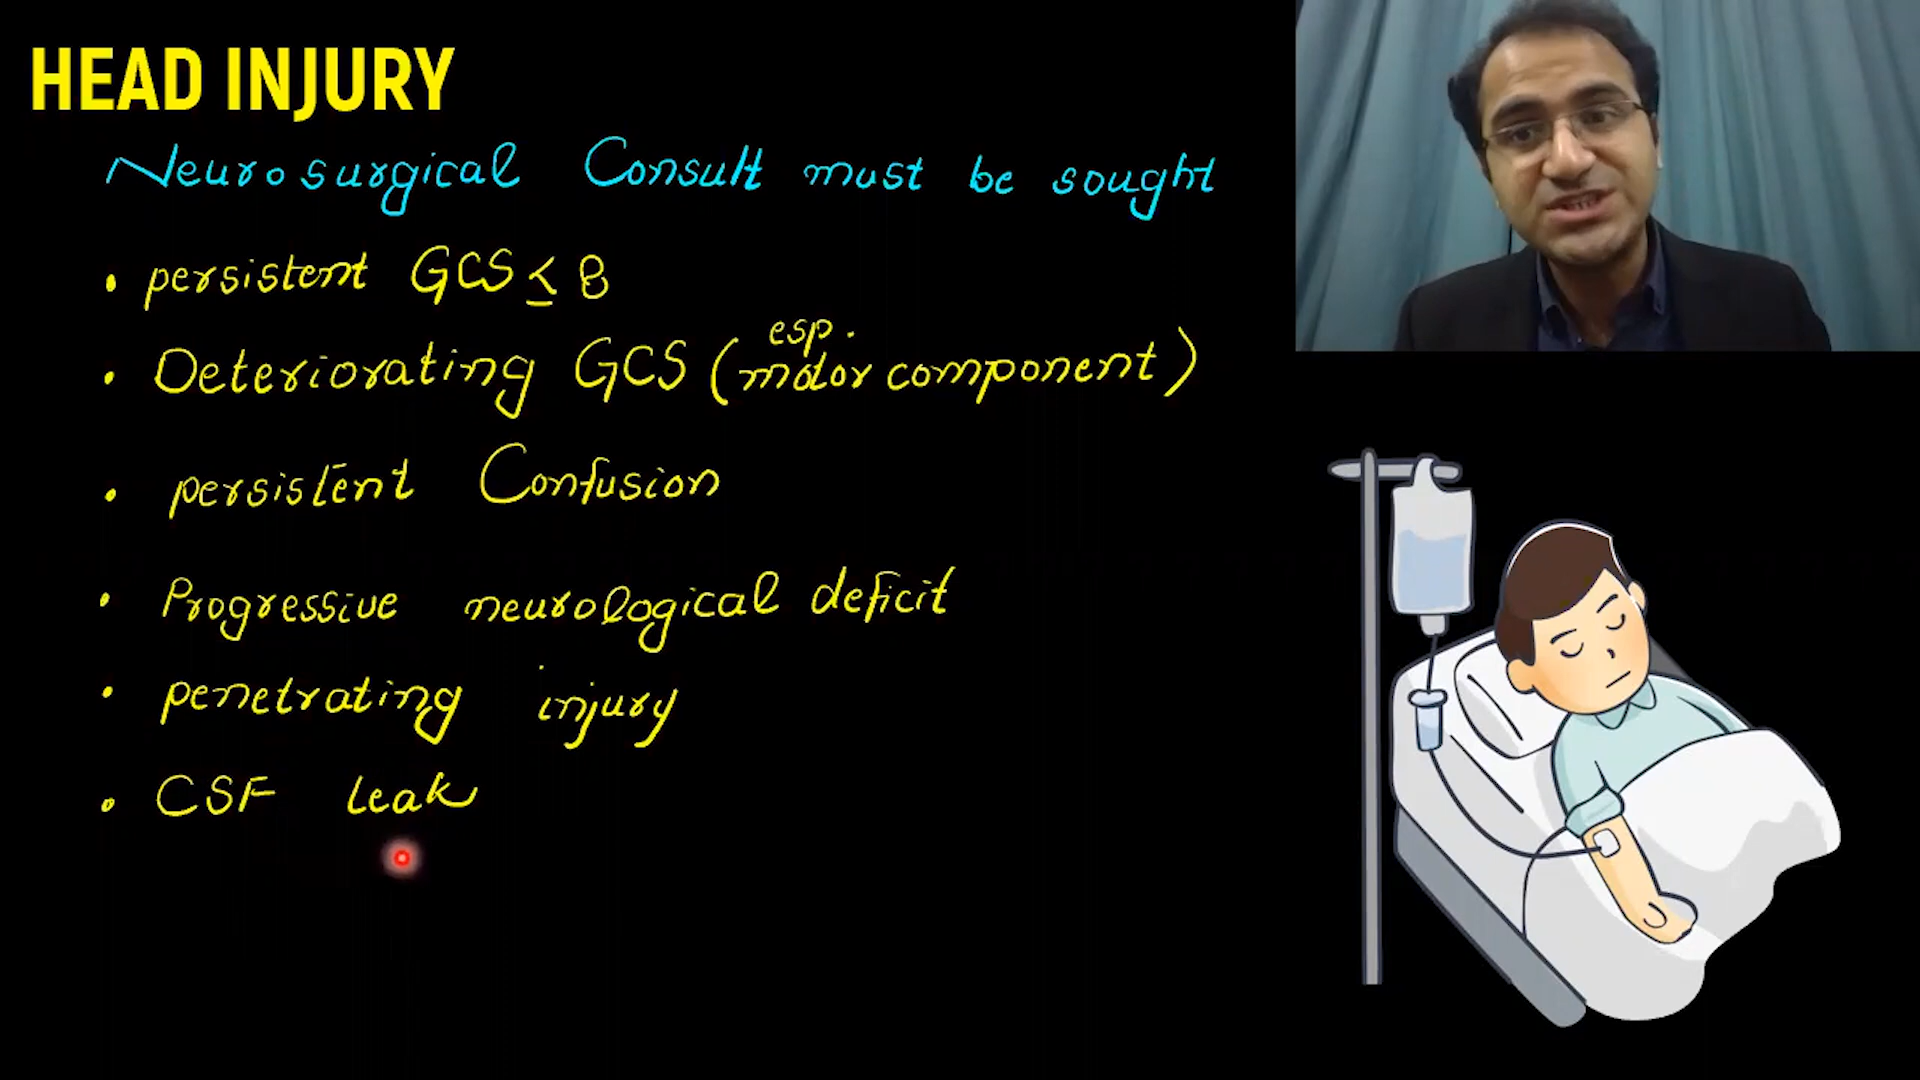 HEAD INJURY
Neurosurgical Consult must be sought
• persistent GCS ≤ 8
• Deteriorating GCS (esp. motor component)
• persistent Confusion
• Progressive neurological deficit
• penetrating injury
• CSF leak